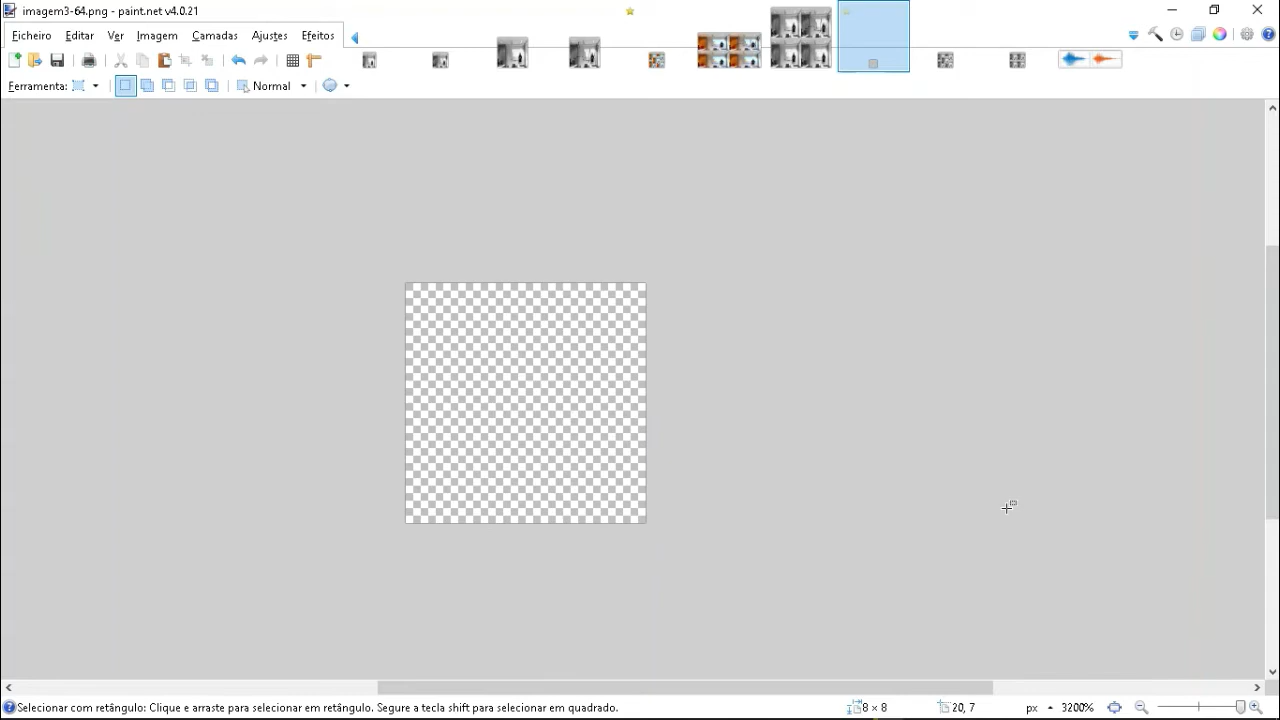 imagem3-64.png - paint.net v4.0.21
Ficheiro Editar Ver Imagem Camadas Ajustes Efeitos
Ferramenta: Normal
Selecionar com retângulo: Clique e arraste para selecionar em retângulo. Segure a tecla shift para selecionar em quadrado. 8 × 8 20, 7 px 3200%